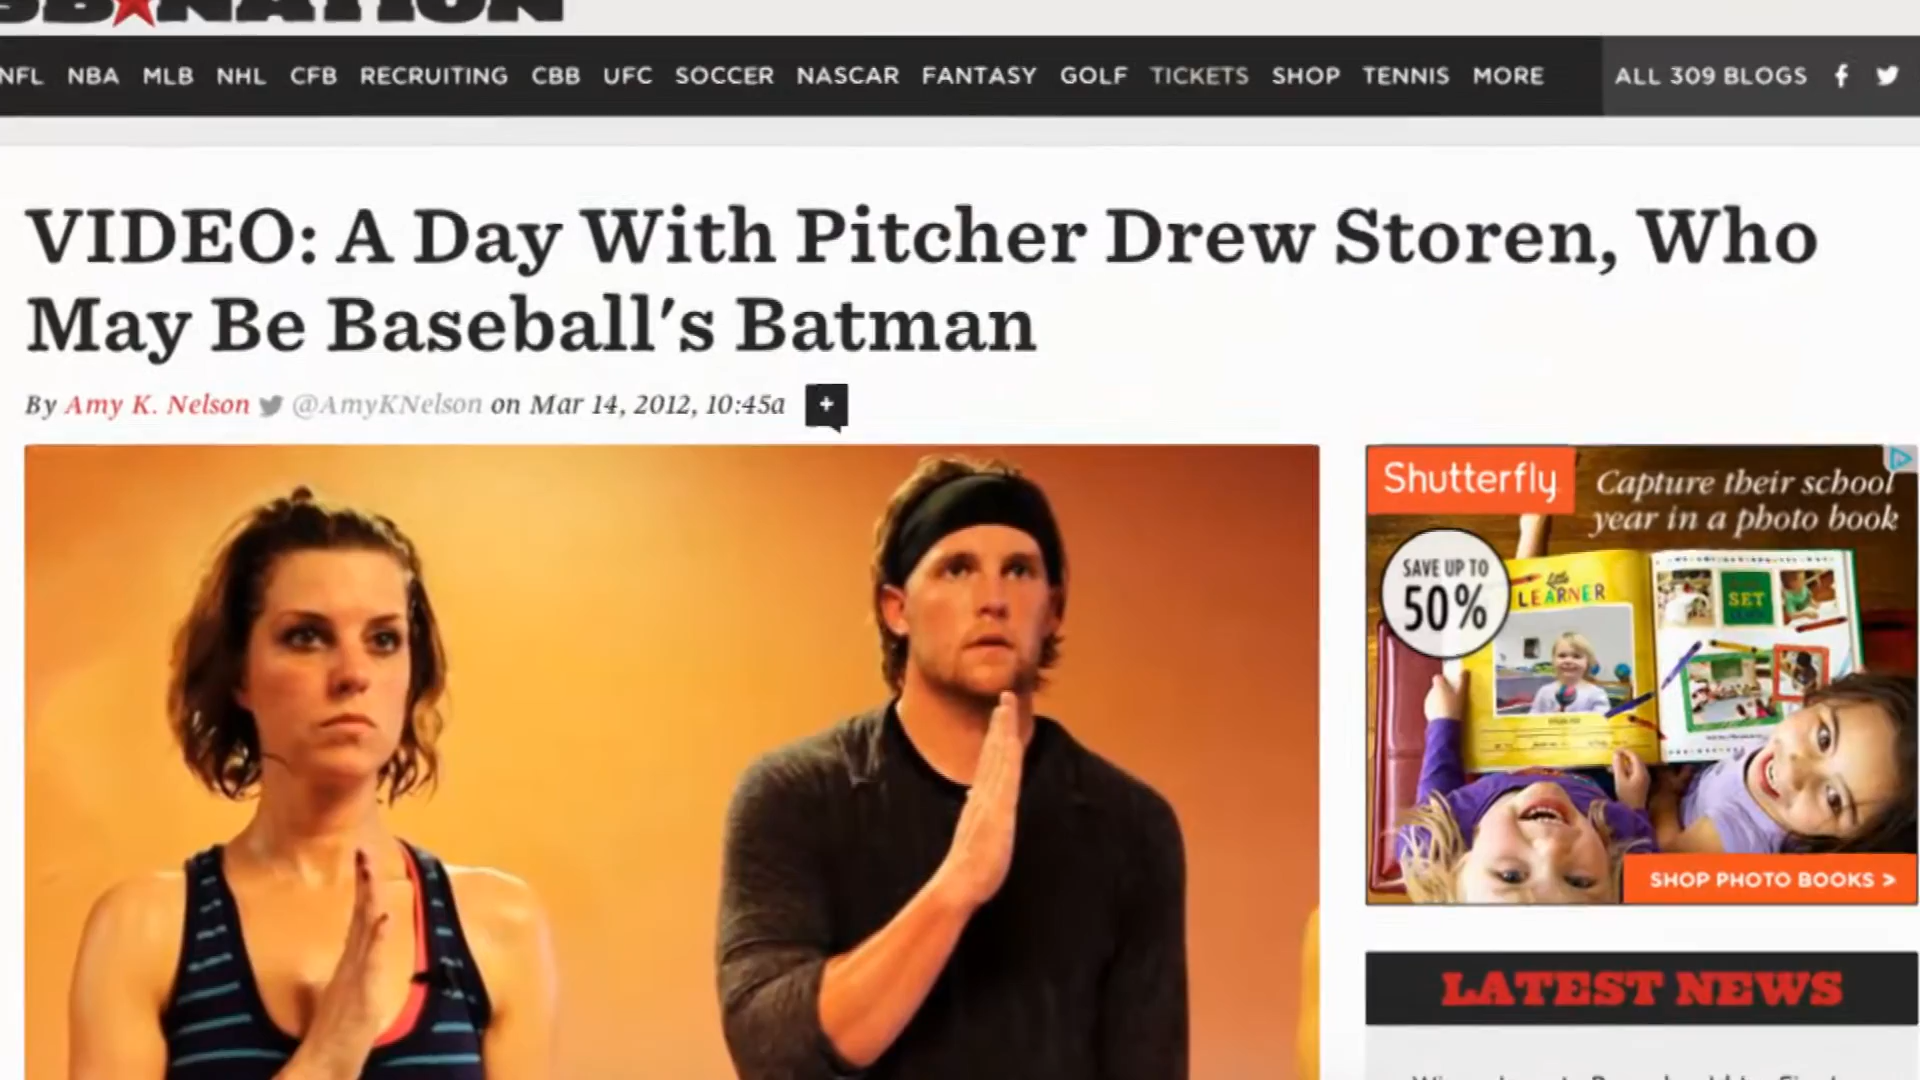 SB NATION
NFL NBA MLB NHL CFB RECRUITING CBB UFC SOCCER NASCAR FANTASY GOLF TICKETS SHOP TENNIS MORE ALL 309 BLOGS
VIDEO: A Day With Pitcher Drew Storen, Who
May Be Baseball's Batman
By Amy K. Nelson @AmyKNelson on Mar 14, 2012, 10:45a +
Shutterfly
Capture their school
year in a photo book
SAVE UP TO
50%
little
LEARNER
SET
SHOP PHOTO BOOKS >
LATEST NEWS